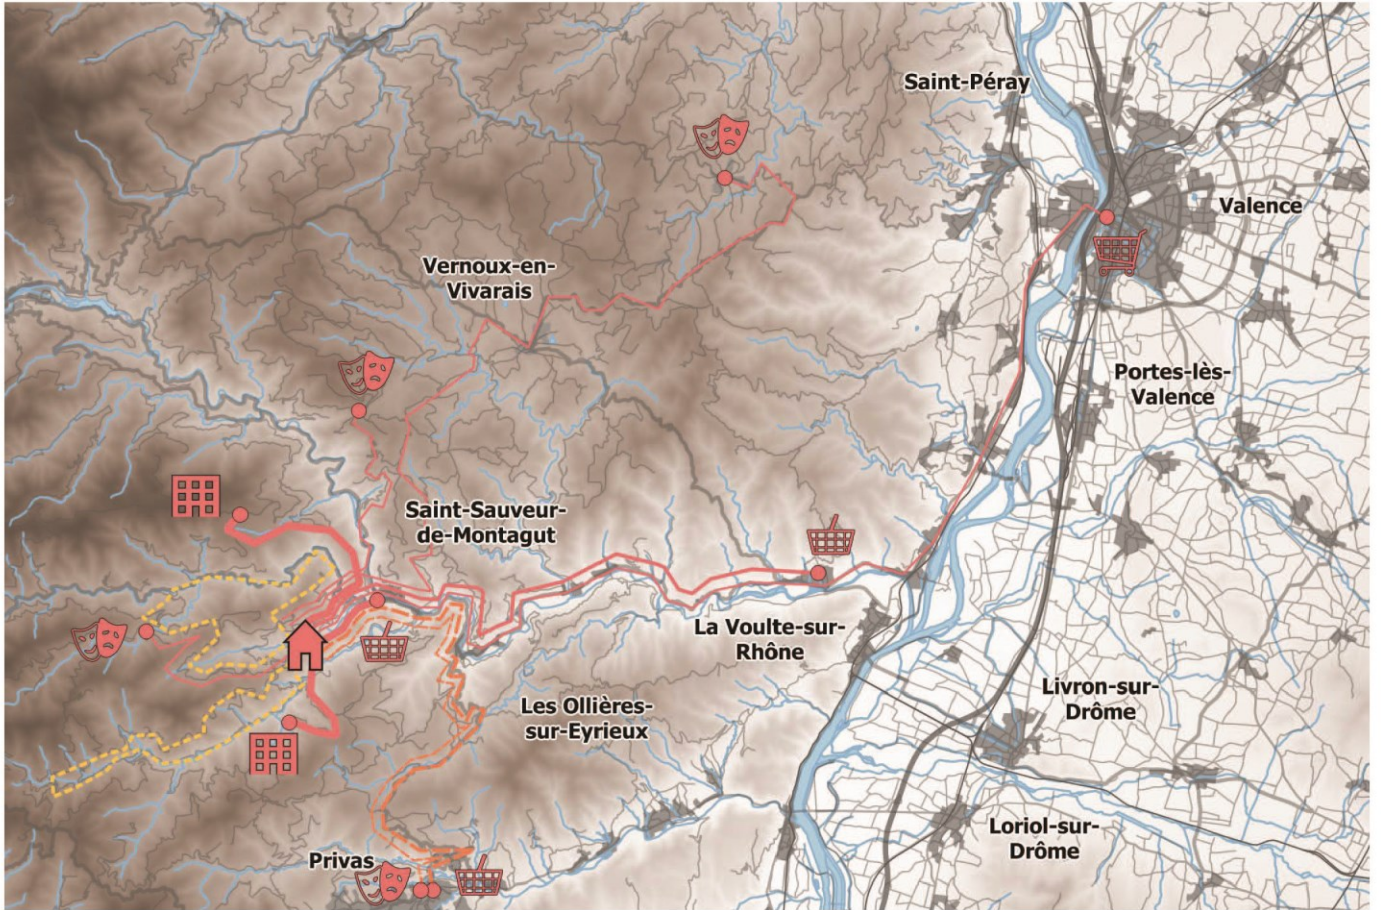 Saint-Péray
Valence
Vernoux-en-
Vivarais
Portes-lès-
Valence
Saint-Sauveur-
de-Montagut
La Voulte-sur-
Rhône
Livron-sur-
Drôme
Les Ollières-
sur-Eyrieux
Loriol-sur-
Drôme
Privas